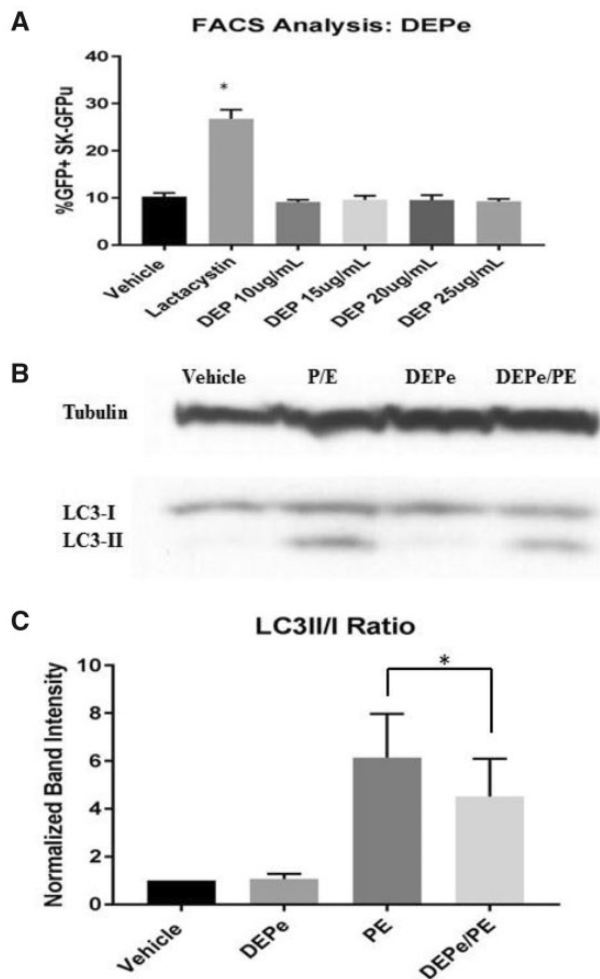 A
FACS Analysis: DEPe
%GFP+ SK-GFPu
40
30
20
10
0
*
Vehicle
Lactacystin
DEP 10ug/mL
DEP 15ug/mL
DEP 20ug/mL
DEP 25ug/mL
B
Vehicle P/E DEPe DEPe/PE
Tubulin
LC3-I
LC3-II
C
LC3II/I Ratio
Normalized Band Intensity
10
8
6
4
2
0
*
Vehicle
DEPe
PE
DEPe/PE